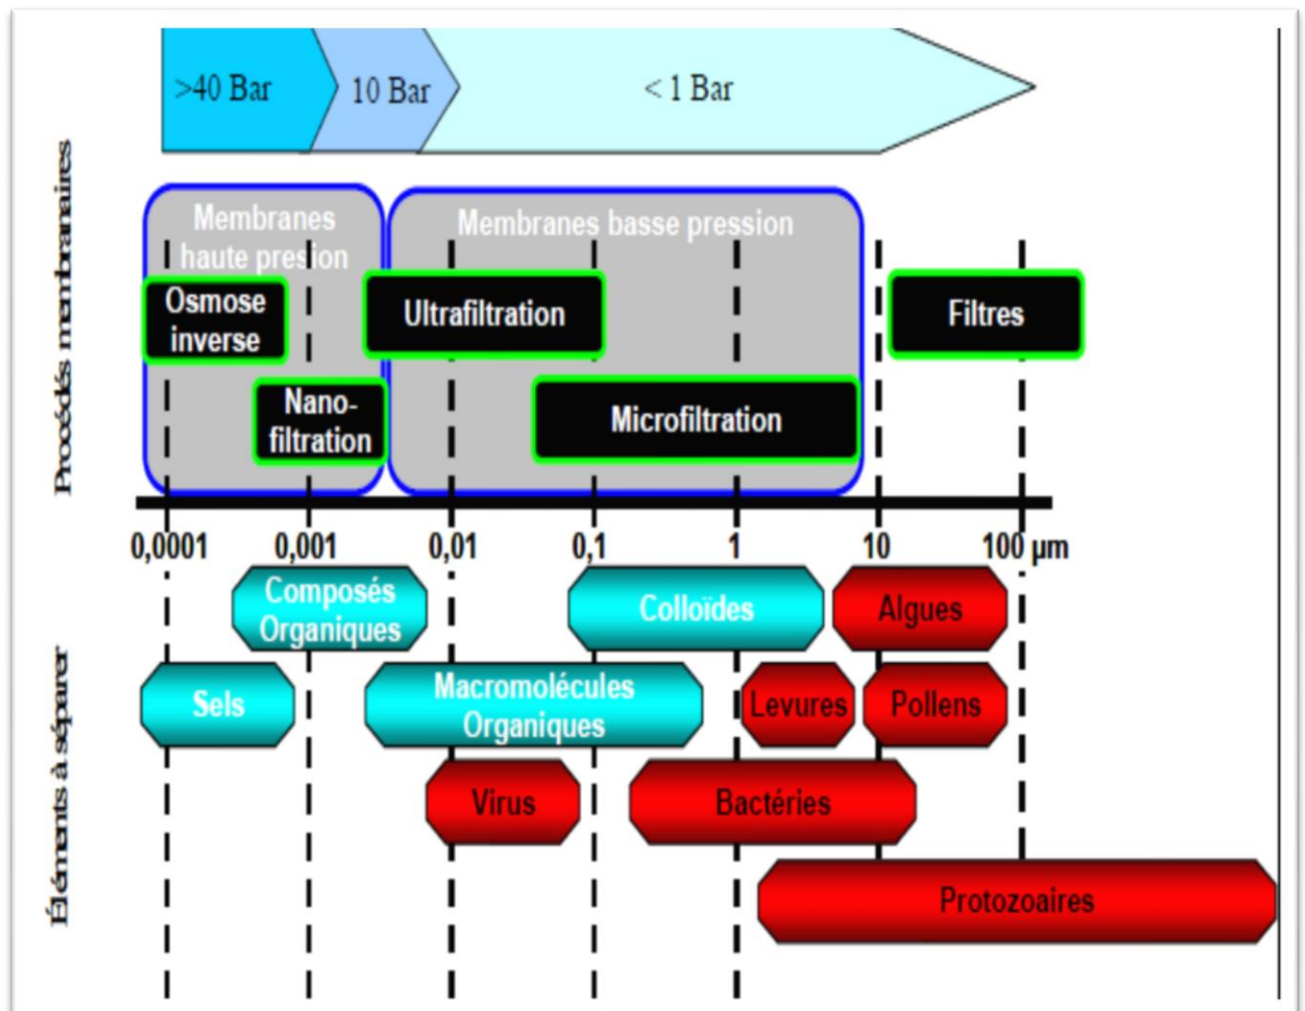 >40 Bar
10 Bar
< 1 Bar
Procédés membranaires
Membranes
haute presion
Membranes basse pression
Osmose
inverse
Ultrafiltration
Filtres
Nano-
filtration
Microfiltration
0,0001
0,001
0,01
0,1
1
10
100 µm
Éléments à séparer
Composés
Organiques
Colloïdes
Algues
Sels
Macromolécules
Organiques
Levures
Pollens
Virus
Bactéries
Protozoaires